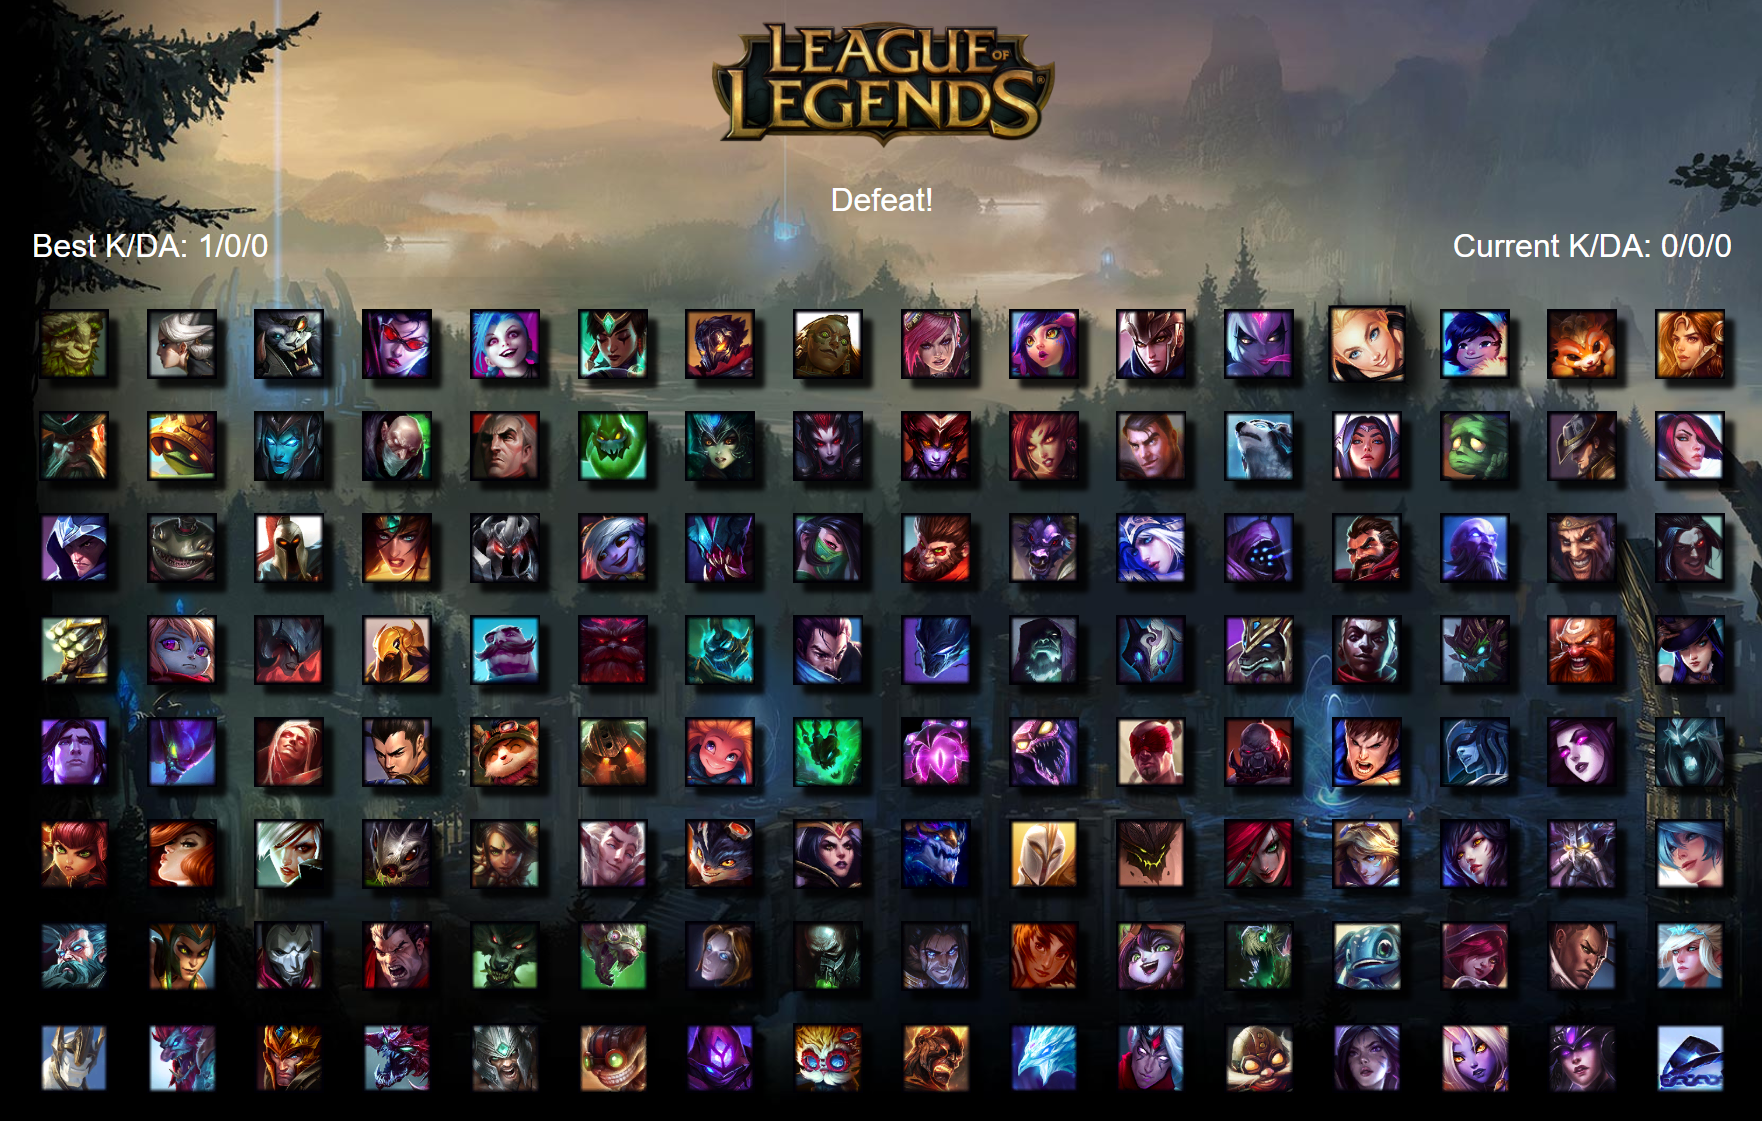 LEAGUE OF
LEGENDS®
Defeat!
Best K/DA: 1/0/0
Current K/DA: 0/0/0